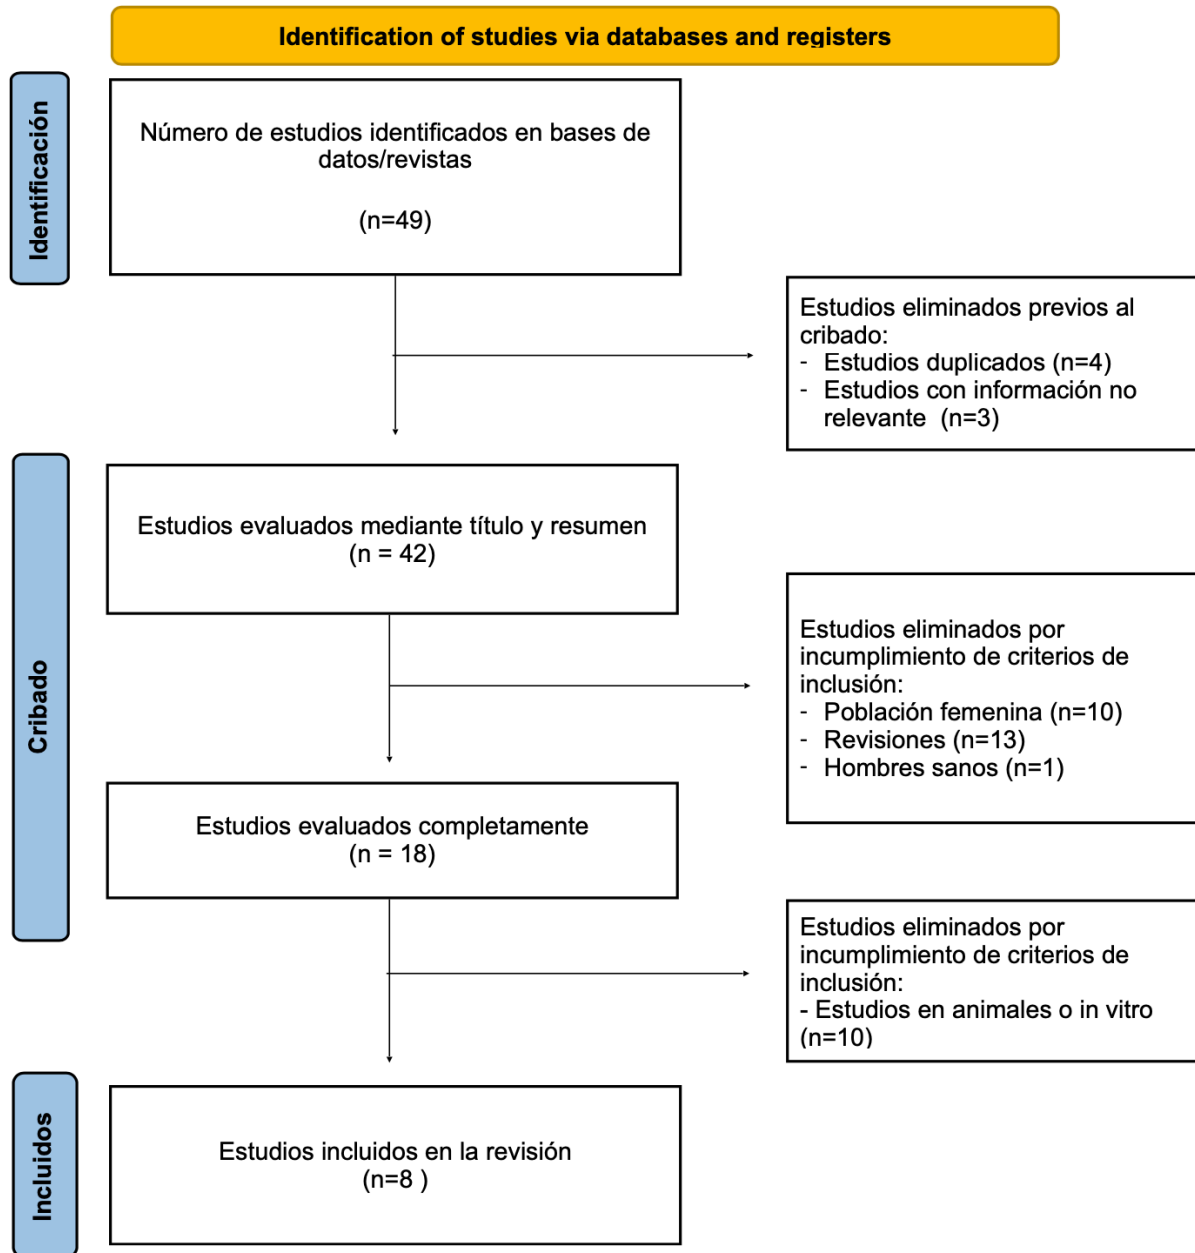 Identification of studies via databases and registers
Identificación
Número de estudios identificados en bases de
datos/revistas
(n=49)
Estudios eliminados previos al
cribado:
- Estudios duplicados (n=4)
- Estudios con información no
relevante (n=3)
Cribado
Estudios evaluados mediante título y resumen
(n = 42)
Estudios eliminados por
incumplimiento de criterios de
inclusión:
- Población femenina (n=10)
- Revisiones (n=13)
- Hombres sanos (n=1)
Estudios evaluados completamente
(n = 18)
Estudios eliminados por
incumplimiento de criterios de
inclusión:
- Estudios en animales o in vitro
(n=10)
Incluidos
Estudios incluidos en la revisión
(n=8 )